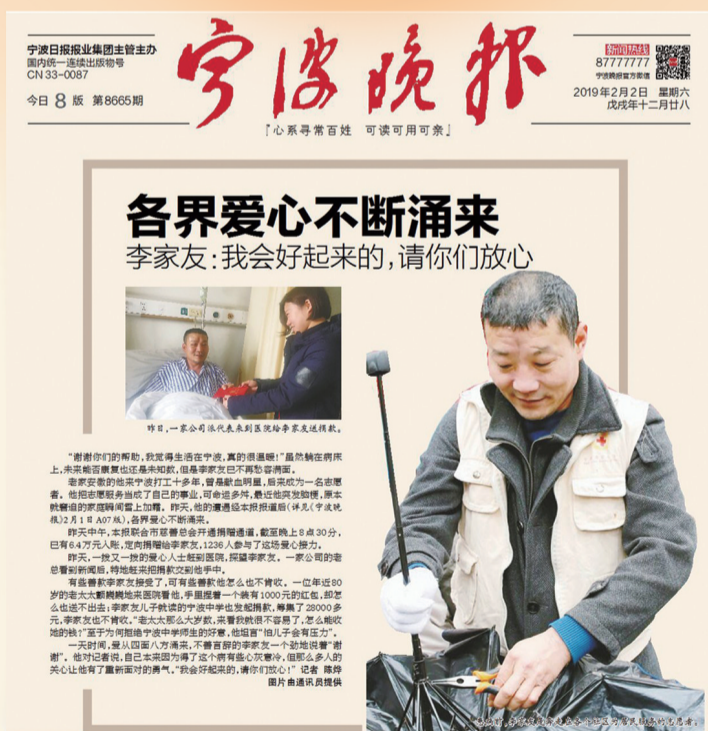 宁波日报报业集团主管主办
国内统一连续出版物号
CN 33-0087
今日 8 版 第8665期
宁波晚报
『心系寻常百姓 可读可用可亲』
新闻热线
87777777
宁波晚报官方微信
2019年2月2日 星期六
戊戌年十二月廿八
各界爱心不断涌来
李家友：我会好起来的，请你们放心
昨日，一家公司派代表来到医院给李家友送捐款。
“谢谢你们的帮助，我觉得生活在宁波，真的很温暖！”虽然躺在病床
上，未来能否康复也还是未知数，但是李家友已不再愁容满面。
老家安徽的他来宁波打工十多年，曾是献血明星，后来成为一名志愿
者。他把志愿服务当成了自己的事业，可命运多舛，最近他突发脑梗，原本
就窘迫的家庭瞬间雪上加霜。昨天，他的遭遇经本报报道后（详见《宁波晚
报》2月1日A07版），各界爱心不断涌来。
昨天中午，本报联合市慈善总会开通捐赠通道，截至晚上8点30分，
已有6.4万元入账，定向捐赠给李家友，1236人参与了这场爱心接力。
昨天，一拨又一拨的爱心人士赶到医院，探望李家友。一家公司的老
总看到新闻后，特地赶来把捐款交到他手中。
有些善款李家友接受了，可有些善款他怎么也不肯收。一位年近80
岁的老太太颤巍巍地来医院看他，手里捏着一个装有1000元的红包，却怎
么也送不出去；李家友儿子就读的宁波中学也发起捐款，筹集了28000多
元，李家友也不肯收。“老太太那么大岁数，来看我就很不容易了，怎么能收
她的钱？”至于为何拒绝宁波中学师生的好意，他坦言“怕儿子会有压力”。
一天时间，爱从四面八方涌来，不善言辞的李家友一个劲地说着“谢
谢”。他对记者说，自己本来因为得了这个病有些心灰意冷，但那么多人的
关心让他有了重新面对的勇气。“我会好起来的，请你们放心！” 记者 陈烨
图片由通讯员提供